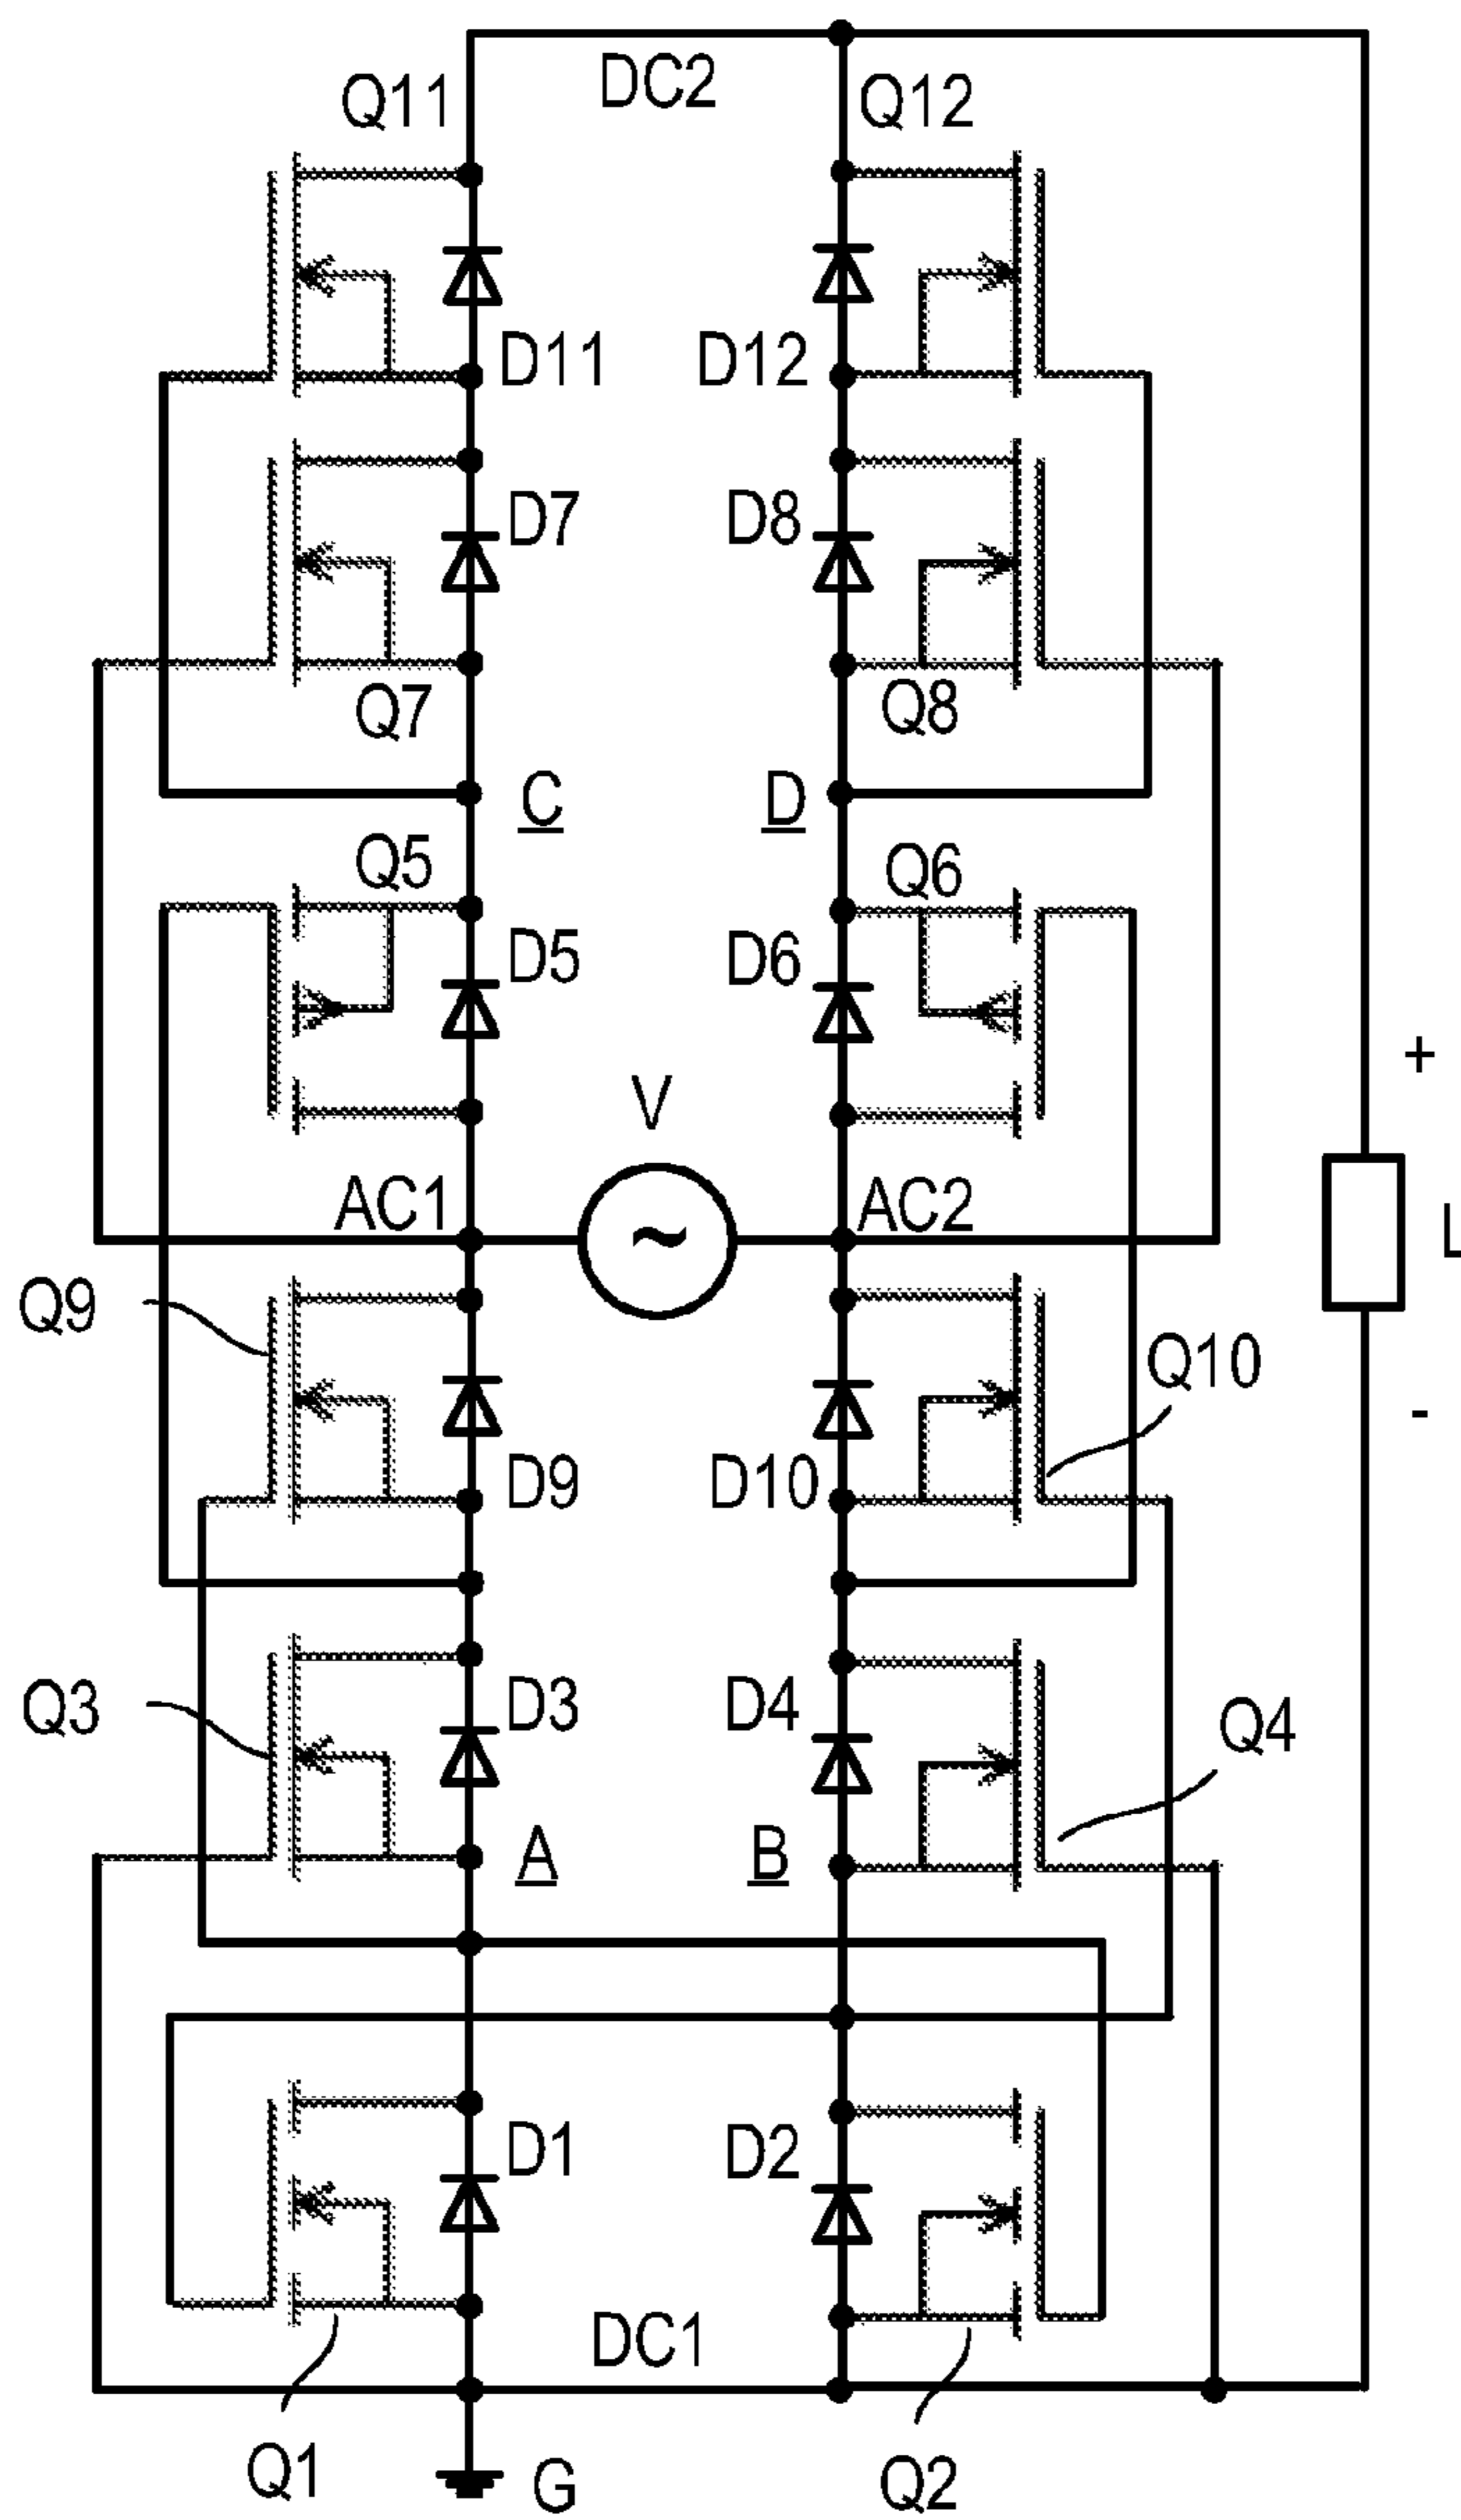 Q11 DC2 Q12
D11 D12
D7 D8
Q7 Q8
C D
Q5 Q6
D5 D6
+
V
AC1 ~ AC2
L
Q9 Q10
-
D9 D10
Q3 D3 D4 Q4
A B
D1 D2
DC1
Q1 G Q2